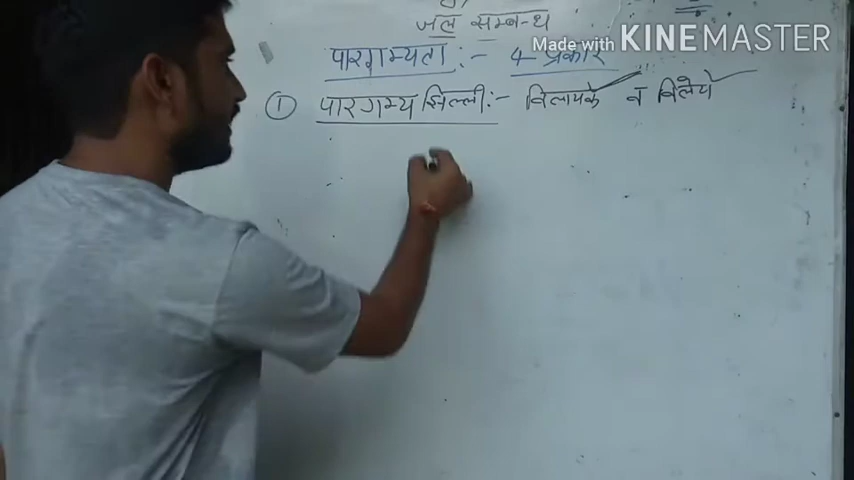 जल सम्बन्ध
Made with KINEMASTER
पारगम्यता :- 4 प्रकार
① पारगम्य झिल्ली :- विलायक व विलेय